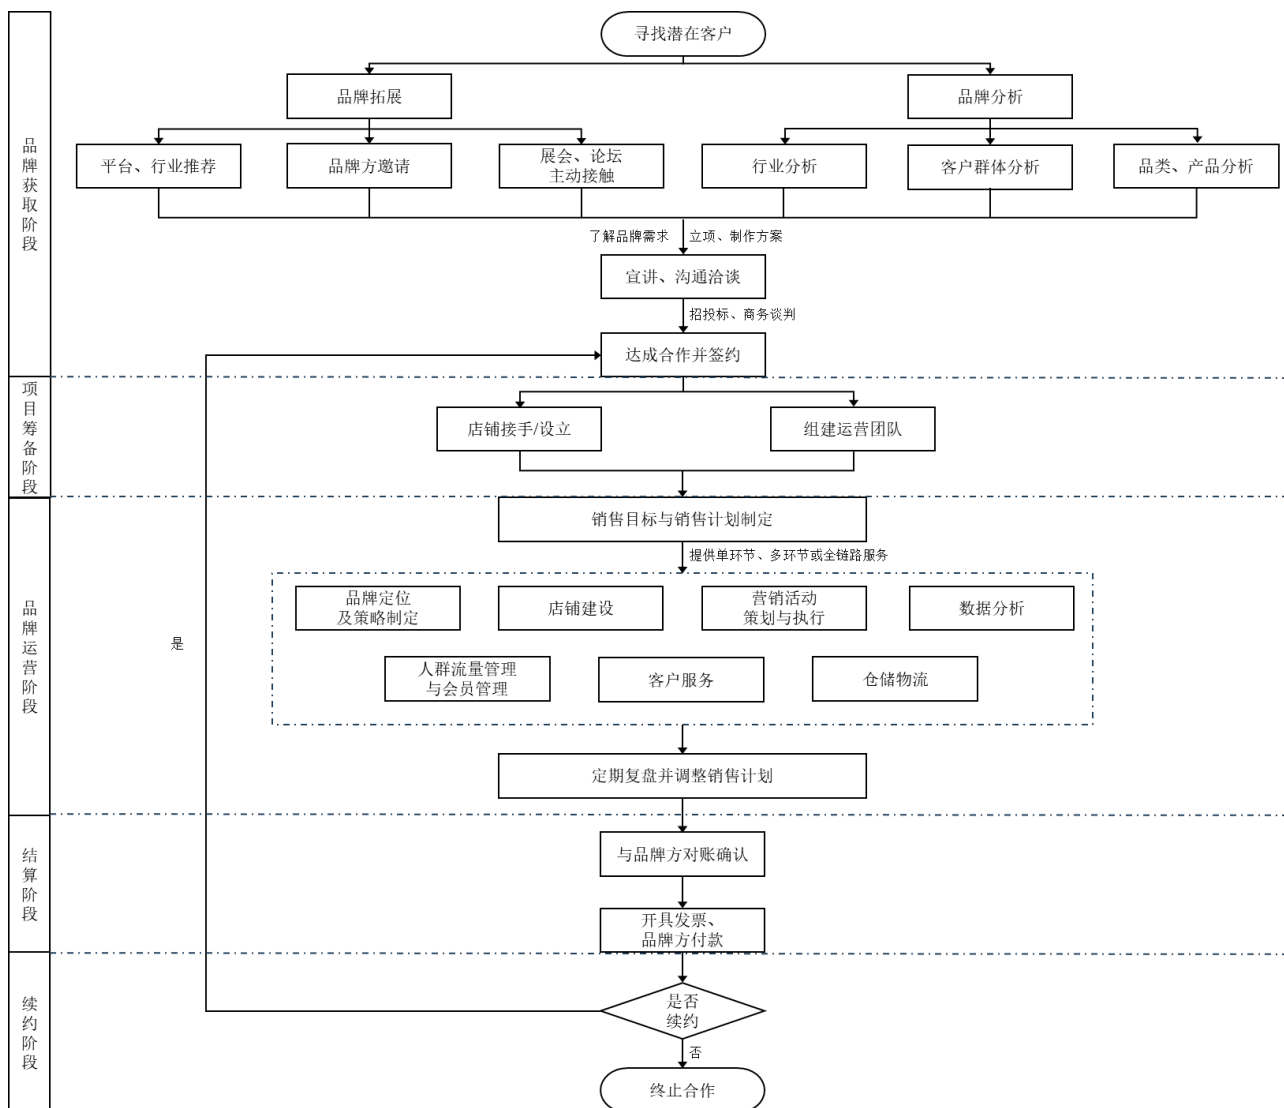 寻找潜在客户
品牌拓展
品牌分析
平台、行业推荐
品牌方邀请
展会、论坛
主动接触
行业分析
客户群体分析
品类、产品分析
品牌获取阶段
了解品牌需求
立项、制作方案
宣讲、沟通洽谈
招投标、商务谈判
达成合作并签约
项目筹备阶段
店铺接手/设立
组建运营团队
销售目标与销售计划制定
提供单环节、多环节或全链路服务
品牌定位
及策略制定
店铺建设
营销活动
策划与执行
数据分析
品牌运营阶段
是
人群流量管理
与会员管理
客户服务
仓储物流
定期复盘并调整销售计划
结算阶段
与品牌方对账确认
开具发票、
品牌方付款
续约阶段
是否
续约
否
终止合作